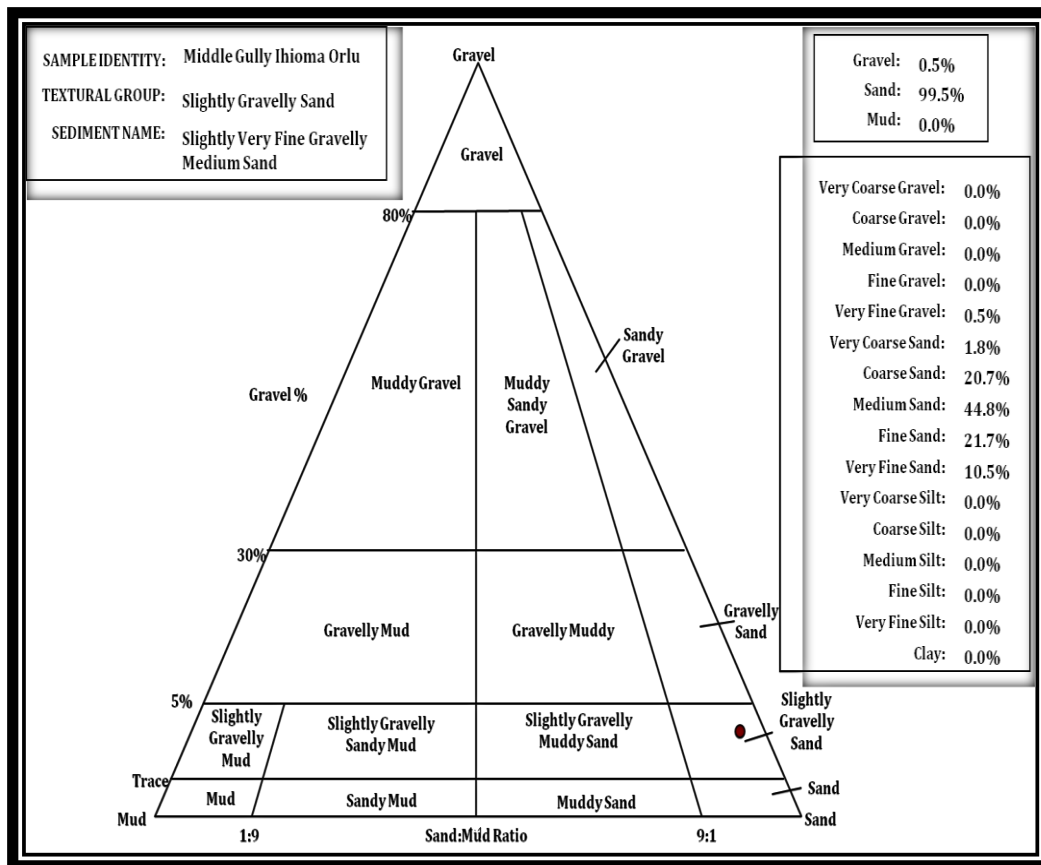 SAMPLE IDENTITY: Middle Gully Ihioma Orlu
TEXTURAL GROUP: Slightly Gravelly Sand
SEDIMENT NAME: Slightly Very Fine Gravelly
Medium Sand
Gravel: 0.5%
Sand: 99.5%
Mud: 0.0%
Very Coarse Gravel: 0.0%
Coarse Gravel: 0.0%
Medium Gravel: 0.0%
Fine Gravel: 0.0%
Very Fine Gravel: 0.5%
Very Coarse Sand: 1.8%
Coarse Sand: 20.7%
Medium Sand: 44.8%
Fine Sand: 21.7%
Very Fine Sand: 10.5%
Very Coarse Silt: 0.0%
Coarse Silt: 0.0%
Medium Silt: 0.0%
Fine Silt: 0.0%
Very Fine Silt: 0.0%
Clay: 0.0%
Gravel
Gravel
80%
Sandy
Gravel
Gravel %
Muddy Gravel
Muddy
Sandy
Gravel
30%
Gravelly Mud
Gravelly Muddy
Gravelly
Sand
5%
Slightly
Gravelly
Mud
Slightly Gravelly
Sandy Mud
Slightly Gravelly
Muddy Sand
Slightly
Gravelly
Sand
Trace
Mud
Sandy Mud
Muddy Sand
Sand
Mud
Sand
1:9
Sand:Mud Ratio
9:1